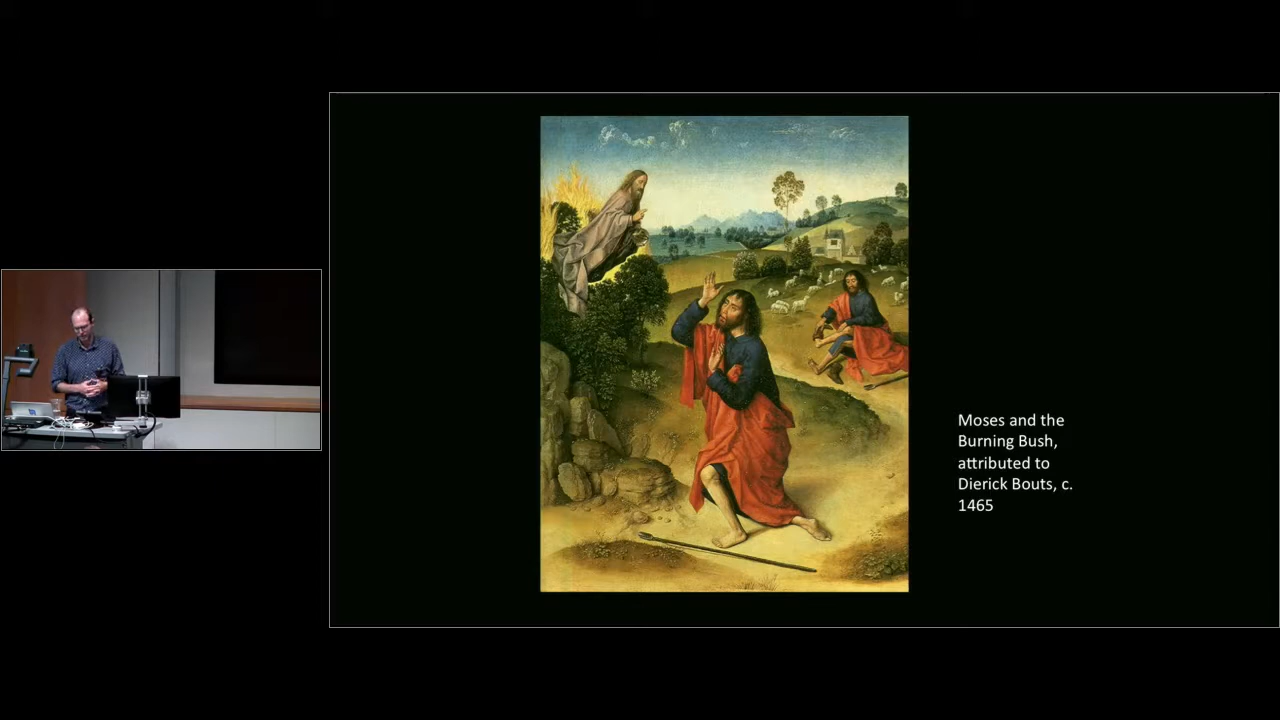 Moses and the
Burning Bush,
attributed to
Dierick Bouts, c.
1465